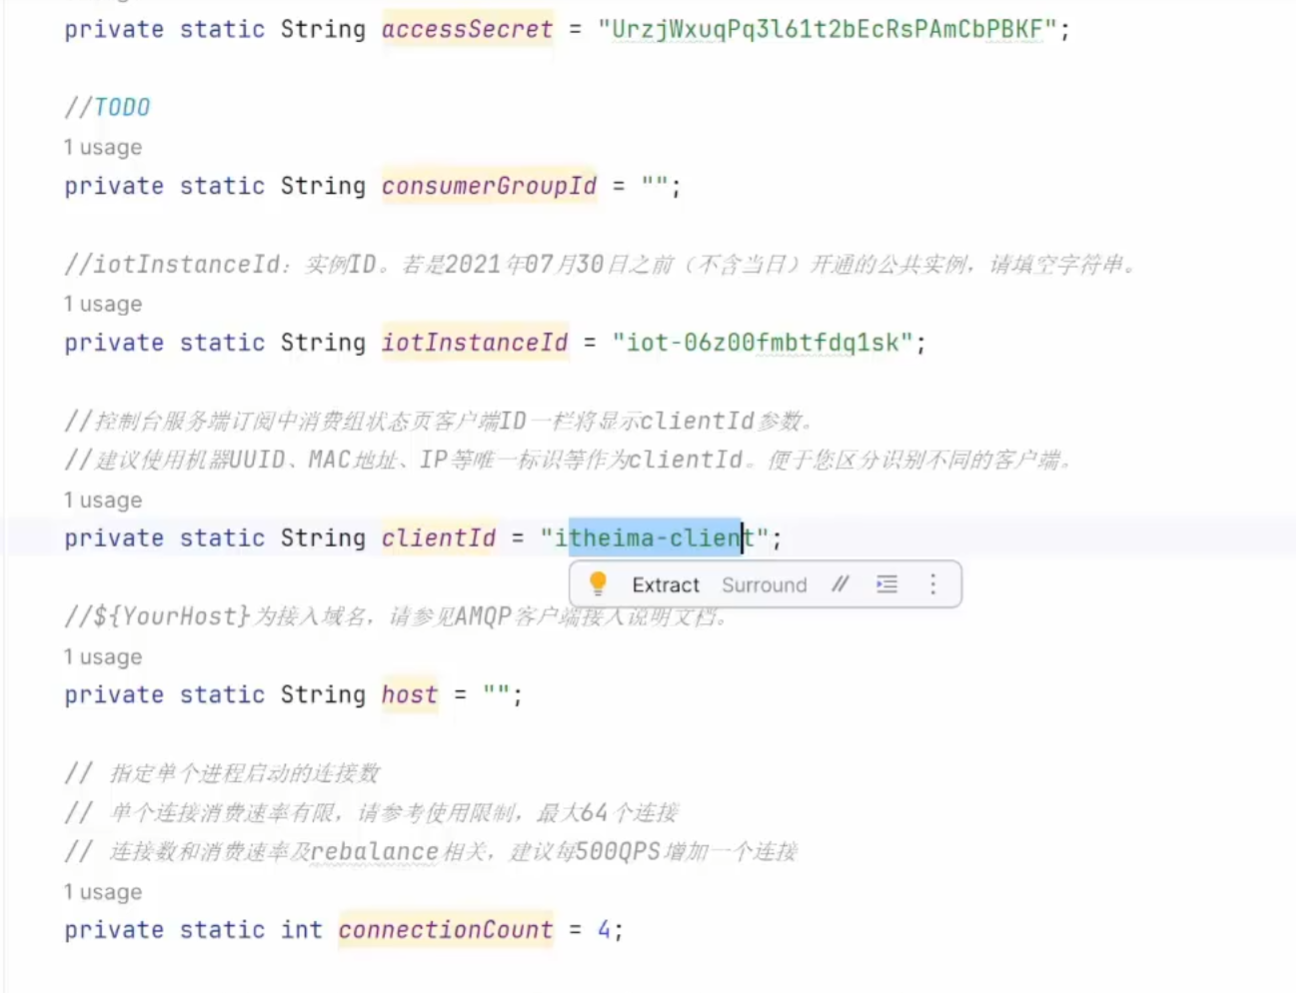 private static String accessSecret = "UrzjWxuqPq3l61t2bEcRsPAmCbPBKF";
//TODO
1 usage
private static String consumerGroupId = "";
//iotInstanceId：实例ID。若是2021年07月30日之前（不含当日）开通的公共实例，请填空字符串。
1 usage
private static String iotInstanceId = "iot-06z00fmbtfdq1sk";
//控制台服务端订阅中消费组状态页客户端ID一栏将显示clientId参数。
//建议使用机器UUID、MAC地址、IP等唯一标识等作为clientId。便于您区分识别不同的客户端。
1 usage
private static String clientId = "itheima-client";
Extract Surround //
//${YourHost}为接入域名，请参见AMQP客户端接入说明文档。
1 usage
private static String host = "";
// 指定单个进程启动的连接数
// 单个连接消费速率有限，请参考使用限制，最大64个连接
// 连接数和消费速率及rebalance相关，建议每500QPS增加一个连接
1 usage
private static int connectionCount = 4;